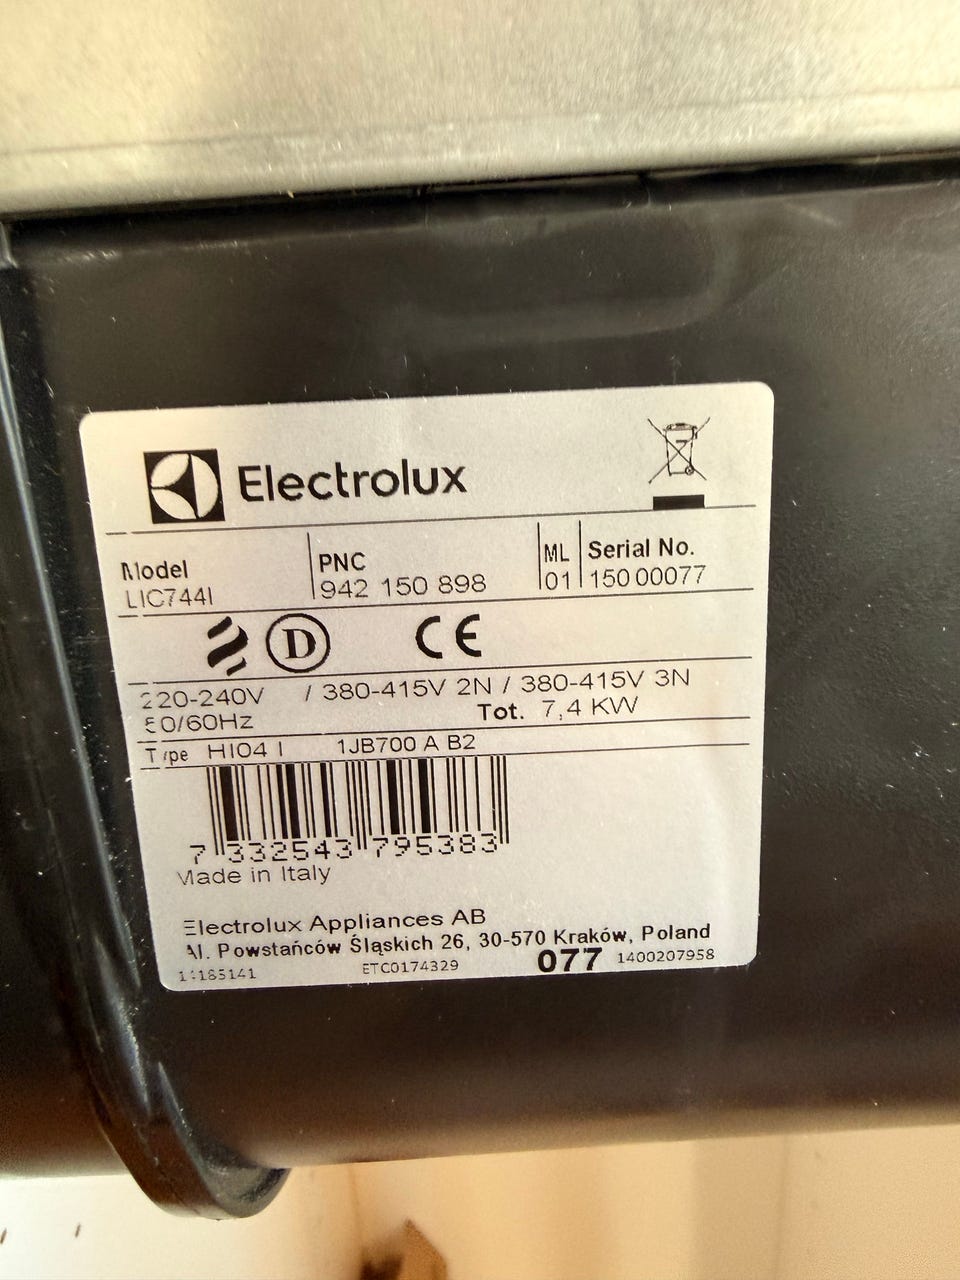 Electrolux
Model PNC ML Serial No.
LIC744I 942 150 898 01 150 00077
D CE
220-240V / 380-415V 2N / 380-415V 3N
50/60Hz Tot. 7,4 KW
Type HI04 I 1JB700 A B2
7 332543 795383
Made in Italy
Electrolux Appliances AB
Al. Powstańców Śląskich 26, 30-570 Kraków, Poland
ETC0174329 077 1400207958